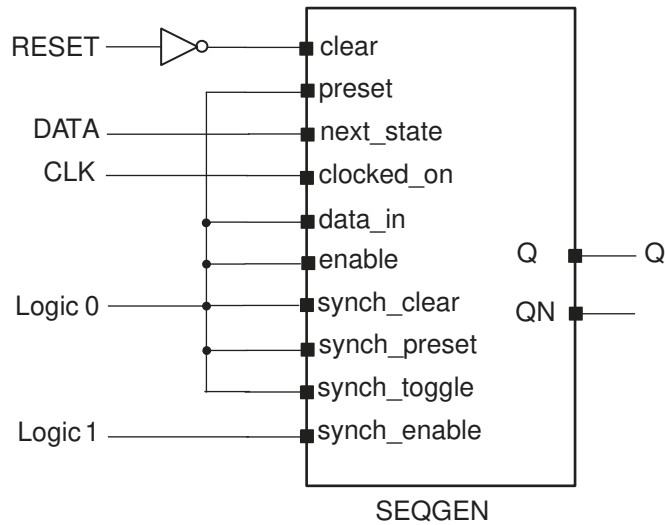 RESET
clear
preset
DATA
next_state
CLK
clocked_on
data_in
enable
Q
Q
Logic 0
synch_clear
QN
synch_preset
synch_toggle
Logic 1
synch_enable
SEQGEN